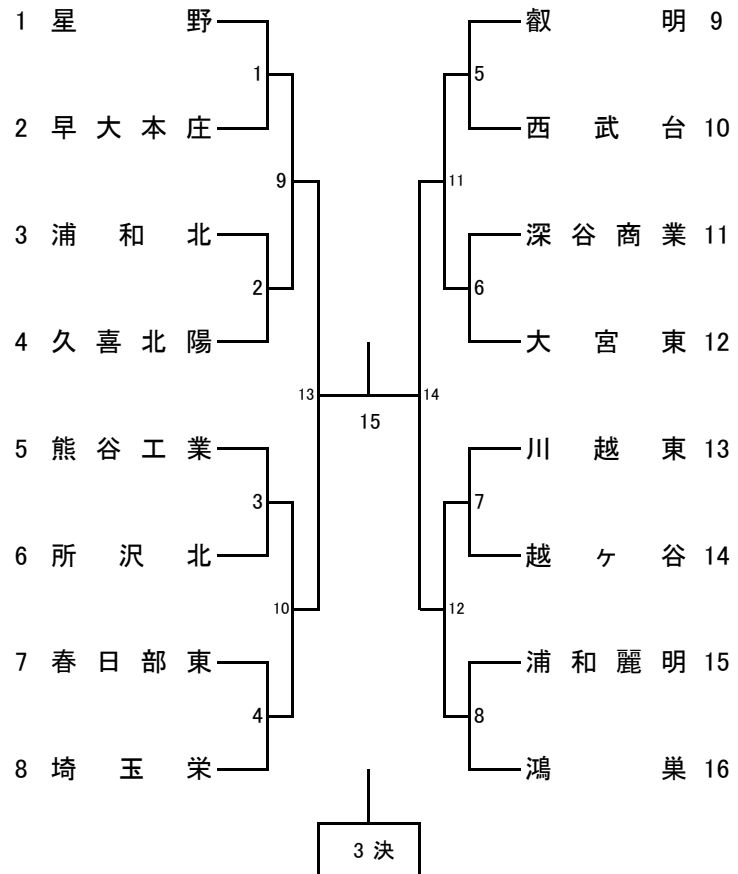 1 星野
叡明 9
1
5
2 早大本庄
西武台 10
9
11
3 浦和北
深谷商業 11
2
6
4 久喜北陽
大宮東 12
13
14
15
5 熊谷工業
川越東 13
3
7
6 所沢北
越ヶ谷 14
10
12
7 春日部東
浦和麗明 15
4
8
8 埼玉栄
鴻巣 16
3決